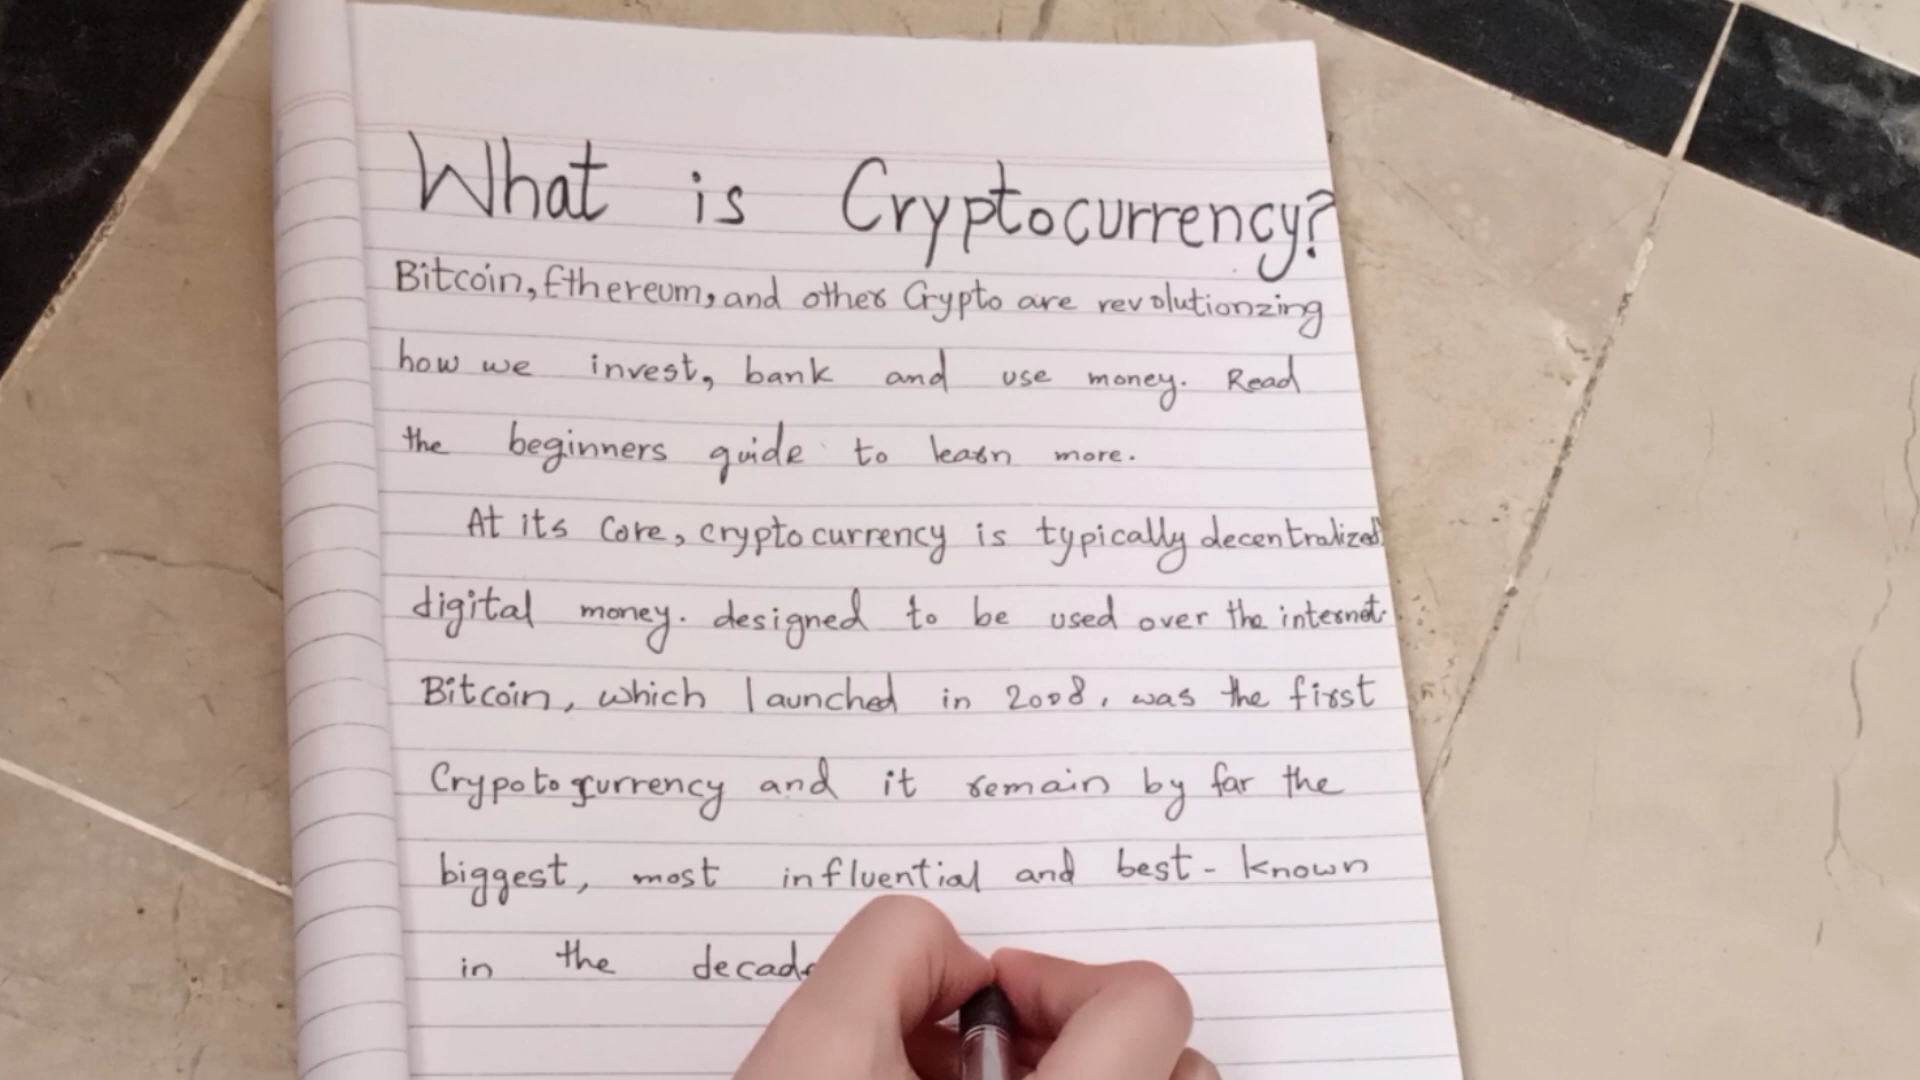 What is Cryptocurrency?
Bitcoin, Ethereum, and other Crypto are revolutionzing
how we invest, bank and use money. Read
the beginners guide to learn more.
At its Core, cryptocurrency is typically decentralized
digital money. designed to be used over the internet.
Bitcoin, which launched in 2008, was the first
Crypotocurrency and it remain by far the
biggest, most influential and best - known
in the